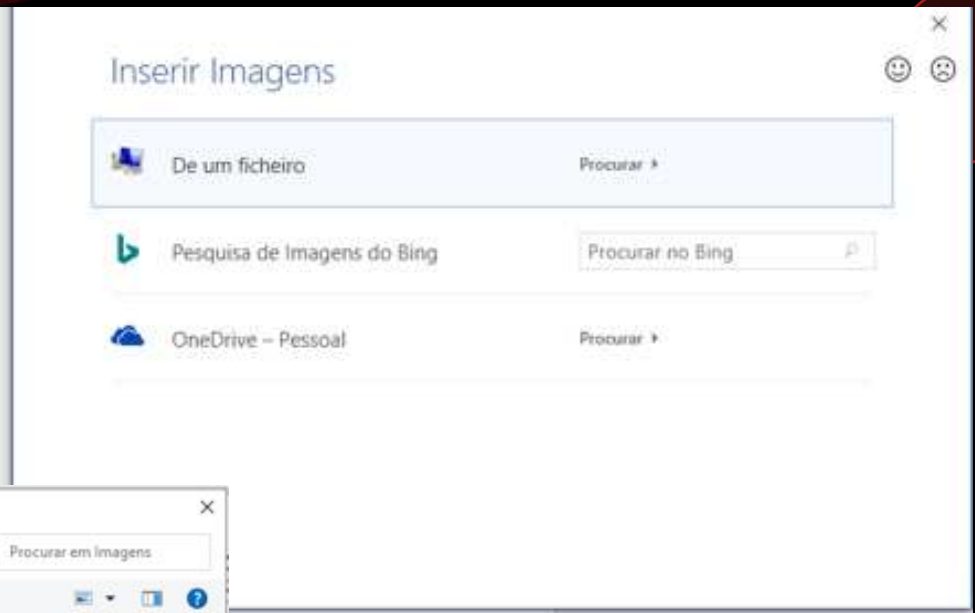 Inserir Imagens
De um ficheiro Procurar
Pesquisa de Imagens do Bing Procurar no Bing
OneDrive – Pessoal Procurar
Procurar em Imagens